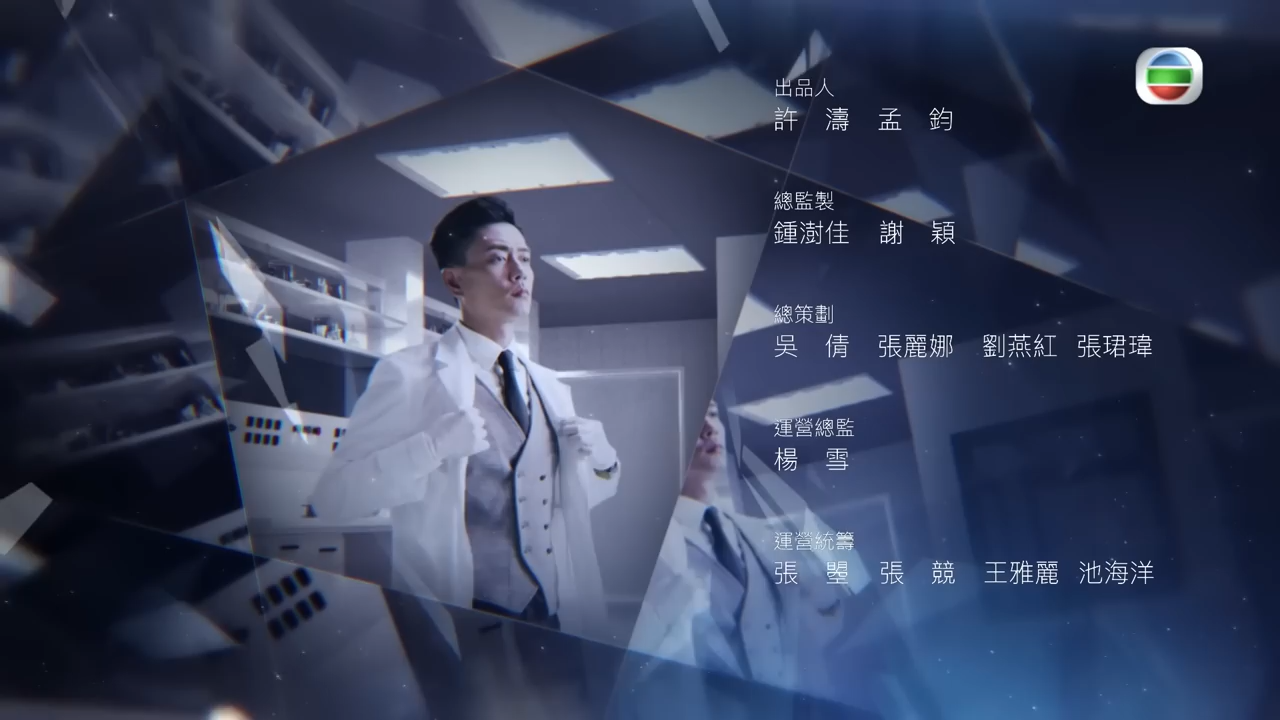 出品人
許 濤 孟 鈞
總監製
鍾澍佳 謝 穎
總策劃
吳 倩 張麗娜 劉燕紅 張珺瑋
運營總監
楊 雪
運營統籌
張 曌 張 競 王雅麗 池海洋